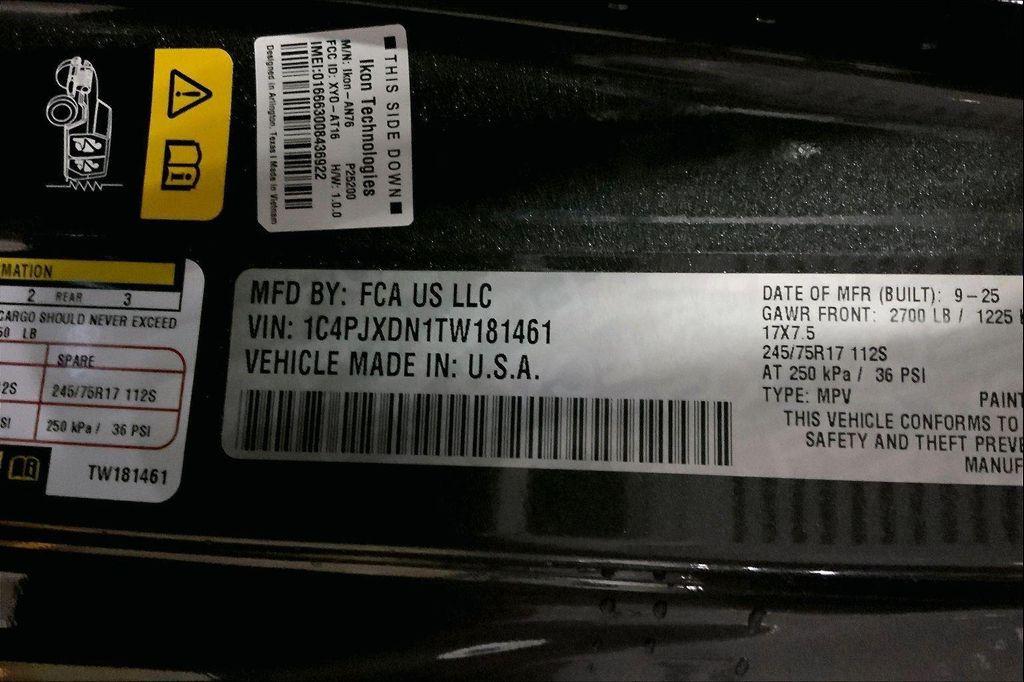 THIS SIDE DOWN
Ikon Technologies
M/N: Ikon-AN76 P25200
FCC ID: XYO-AT16 H/W: 1.0.0
IMEI:016663008436922
Designed in Arlington, Texas | Made in Vietnam
MATION
2 REAR 3
CARGO SHOULD NEVER EXCEED
50 LB
SPARE
2S 245/75R17 112S
SI 250 kPa / 36 PSI
TW181461
MFD BY: FCA US LLC
VIN: 1C4PJXDN1TW181461
VEHICLE MADE IN: U.S.A.
DATE OF MFR (BUILT): 9-25
GAWR FRONT: 2700 LB / 1225
17X7.5
245/75R17 112S
AT 250 kPa / 36 PSI
TYPE: MPV PAINT
THIS VEHICLE CONFORMS TO
SAFETY AND THEFT PREVE
MANUF